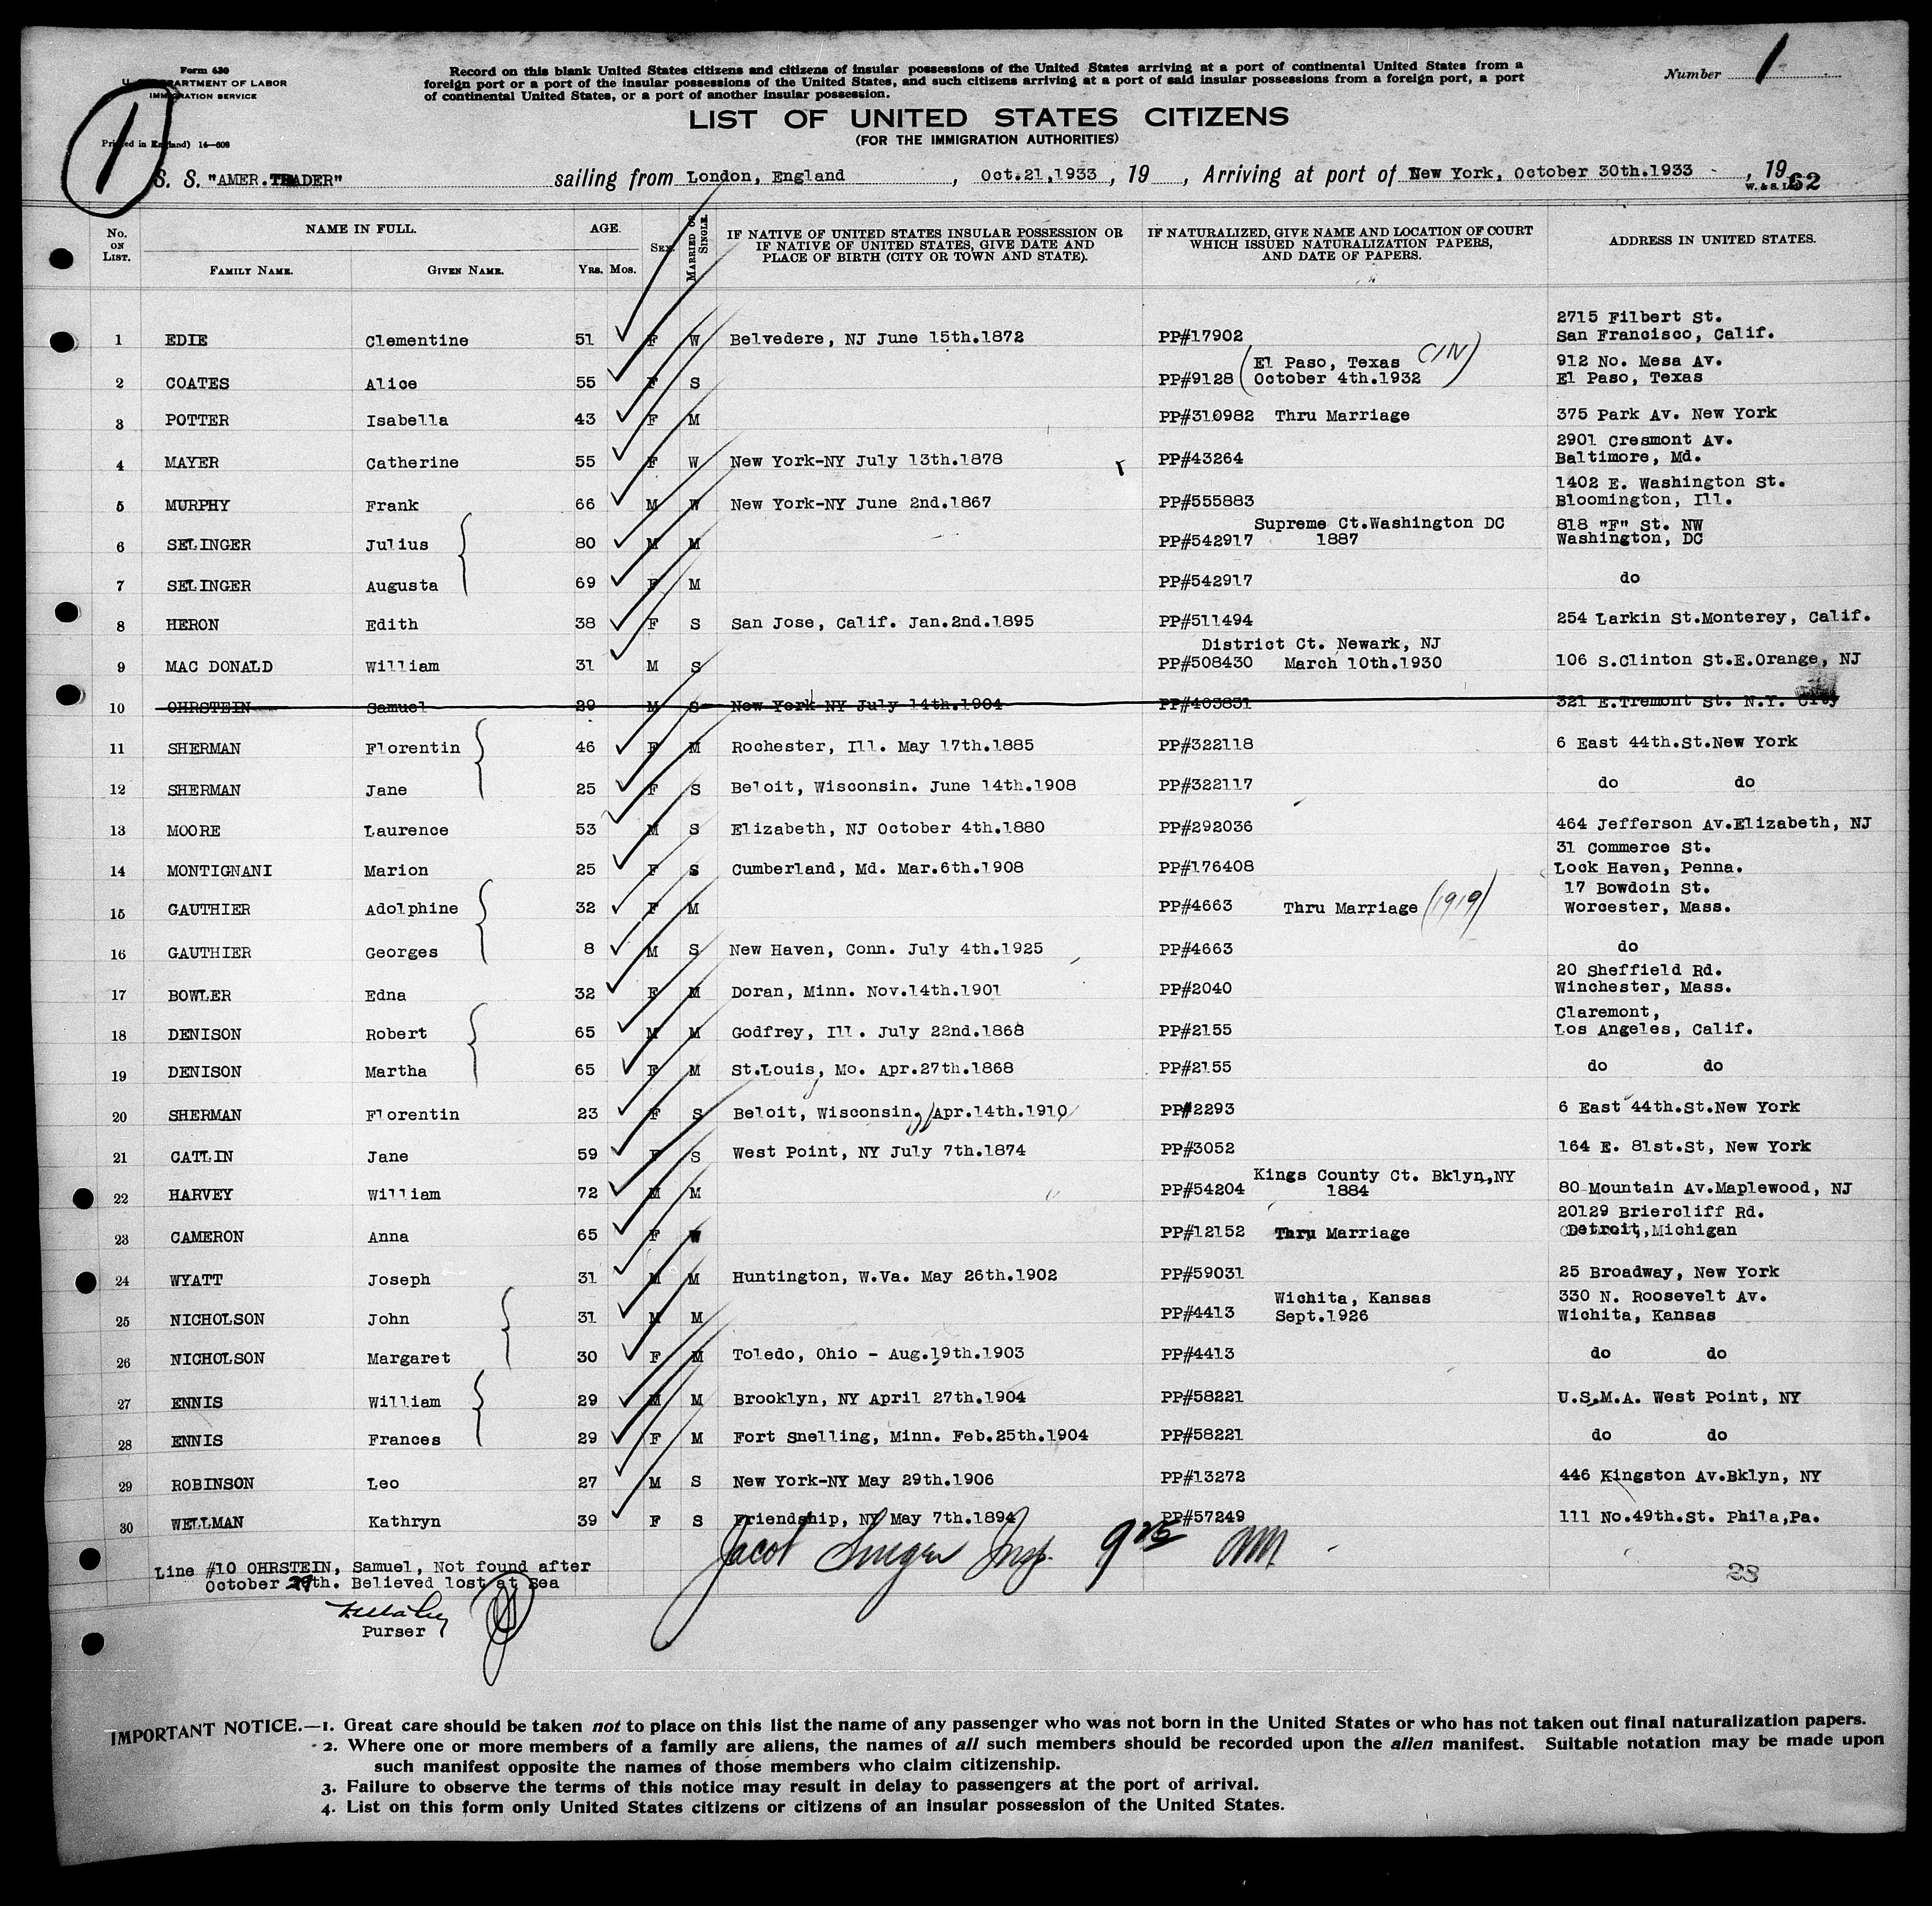 Form 630
U. S. DEPARTMENT OF LABOR
IMMIGRATION SERVICE
Printed in England) 14—608
1
Record on this blank United States citizens and citizens of insular possessions of the United States arriving at a port of continental United States from a
foreign port or a port of the insular possessions of the United States, and such citizens arriving at a port of said insular possessions from a foreign port, a port
of continental United States, or a port of another insular possession.
Number 1
LIST OF UNITED STATES CITIZENS
(FOR THE IMMIGRATION AUTHORITIES)
S. S. "AMER.TRADER" sailing from London, England, Oct.21,1933, 19, Arriving at port of New York, October 30th.1933, 19
W. & S. Ld. 62
No. ON LIST. NAME IN FULL. FAMILY NAME. GIVEN NAME. AGE. YRS. MOS. SEX. MARRIED OR SINGLE. IF NATIVE OF UNITED STATES INSULAR POSSESSION OR IF NATIVE OF UNITED STATES, GIVE DATE AND PLACE OF BIRTH (CITY OR TOWN AND STATE). IF NATURALIZED, GIVE NAME AND LOCATION OF COURT WHICH ISSUED NATURALIZATION PAPERS, AND DATE OF PAPERS. ADDRESS IN UNITED STATES.
1 EDIE Clementine 51 F W Belvedere, NJ June 15th.1872 PP#17902 2715 Filbert St. San Francisco, Calif.
2 COATES Alice 55 F S PP#9128 (El Paso, Texas C/N) October 4th.1932 912 No. Mesa Av. El Paso, Texas
3 POTTER Isabella 43 F M PP#310982 Thru Marriage 375 Park Av. New York
4 MAYER Catherine 55 F W New York-NY July 13th.1878 PP#43264 2901 Cresmont Av. Baltimore, Md.
5 MURPHY Frank 66 M W New York-NY June 2nd.1867 PP#555883 1402 E. Washington St. Bloomington, Ill.
6 SELINGER Julius 80 M M PP#542917 Supreme Ct.Washington DC 1887 818 "F" St. NW Washington, DC
7 SELINGER Augusta 69 F M PP#542917 do
8 HERON Edith 38 F S San Jose, Calif. Jan.2nd.1895 PP#511494 254 Larkin St.Monterey, Calif.
9 MAC DONALD William 31 M S PP#508430 District Ct. Newark, NJ March 10th.1930 106 S.Clinton St.E.Orange, NJ
10 OHRSTEIN Samuel 29 M S New York-NY July 14th.1904 PP#403831 321 E.Tremont St. N.Y. City
11 SHERMAN Florentin 46 F M Rochester, Ill. May 17th.1885 PP#322118 6 East 44th.St.New York
12 SHERMAN Jane 25 F S Beloit, Wisconsin. June 14th.1908 PP#322117 do do
13 MOORE Laurence 53 M S Elizabeth, NJ October 4th.1880 PP#292036 464 Jefferson Av.Elizabeth, NJ
14 MONTIGNANI Marion 25 F S Cumberland, Md. Mar.6th.1908 PP#176408 31 Commerce St. Lock Haven, Penna.
15 GAUTHIER Adolphine 32 F M PP#4663 Thru Marriage (1919) 17 Bowdoin St. Worcester, Mass.
16 GAUTHIER Georges 8 M S New Haven, Conn. July 4th.1925 PP#4663 do
17 BOWLER Edna 32 F M Doran, Minn. Nov.14th.1901 PP#2040 20 Sheffield Rd. Winchester, Mass.
18 DENISON Robert 65 M M Godfrey, Ill. July 22nd.1868 PP#2155 Claremont, Los Angeles, Calif.
19 DENISON Martha 65 F M St.Louis, Mo. Apr.27th.1868 PP#2155 do do
20 SHERMAN Florentin 23 F S Beloit, Wisconsin. Apr.14th.1910 PP#2293 6 East 44th.St.New York
21 CATLIN Jane 59 F S West Point, NY July 7th.1874 PP#3052 164 E. 81st.St, New York
22 HARVEY William 72 M M PP#54204 Kings County Ct. Bklyn,NY 1884 80 Mountain Av.Maplewood, NJ
23 CAMERON Anna 65 F W PP#12152 Thru Marriage 20129 Briercliff Rd. Detroit,Michigan
24 WYATT Joseph 31 M M Huntington, W.Va. May 26th.1902 PP#59031 25 Broadway, New York
25 NICHOLSON John 31 M M PP#4413 Wichita, Kansas Sept.1926 330 N. Roosevelt Av. Wichita, Kansas
26 NICHOLSON Margaret 30 F M Toledo, Ohio - Aug.19th.1903 PP#4413 do do
27 ENNIS William 29 M M Brooklyn, NY April 27th.1904 PP#58221 U.S.M.A. West Point, NY
28 ENNIS Frances 29 F M Fort Snelling, Minn. Feb.25th.1904 PP#58221 do do
29 ROBINSON Leo 27 M S New York-NY May 29th.1906 PP#13272 446 Kingston Av.Bklyn, NY
30 WELLMAN Kathryn 39 F S Friendship, NY May 7th.1894 PP#57249 111 No.49th.St. Phila,Pa.
Jacob Insp. 9 25 AM
Line #10 OHRSTEIN, Samuel, Not found after
October 29th. Believed lost at Sea
28
Purser
IMPORTANT NOTICE.—1. Great care should be taken not to place on this list the name of any passenger who was not born in the United States or who has not taken out final naturalization papers.
2. Where one or more members of a family are aliens, the names of all such members should be recorded upon the alien manifest. Suitable notation may be made upon
such manifest opposite the names of those members who claim citizenship.
3. Failure to observe the terms of this notice may result in delay to passengers at the port of arrival.
4. List on this form only United States citizens or citizens of an insular possession of the United States.